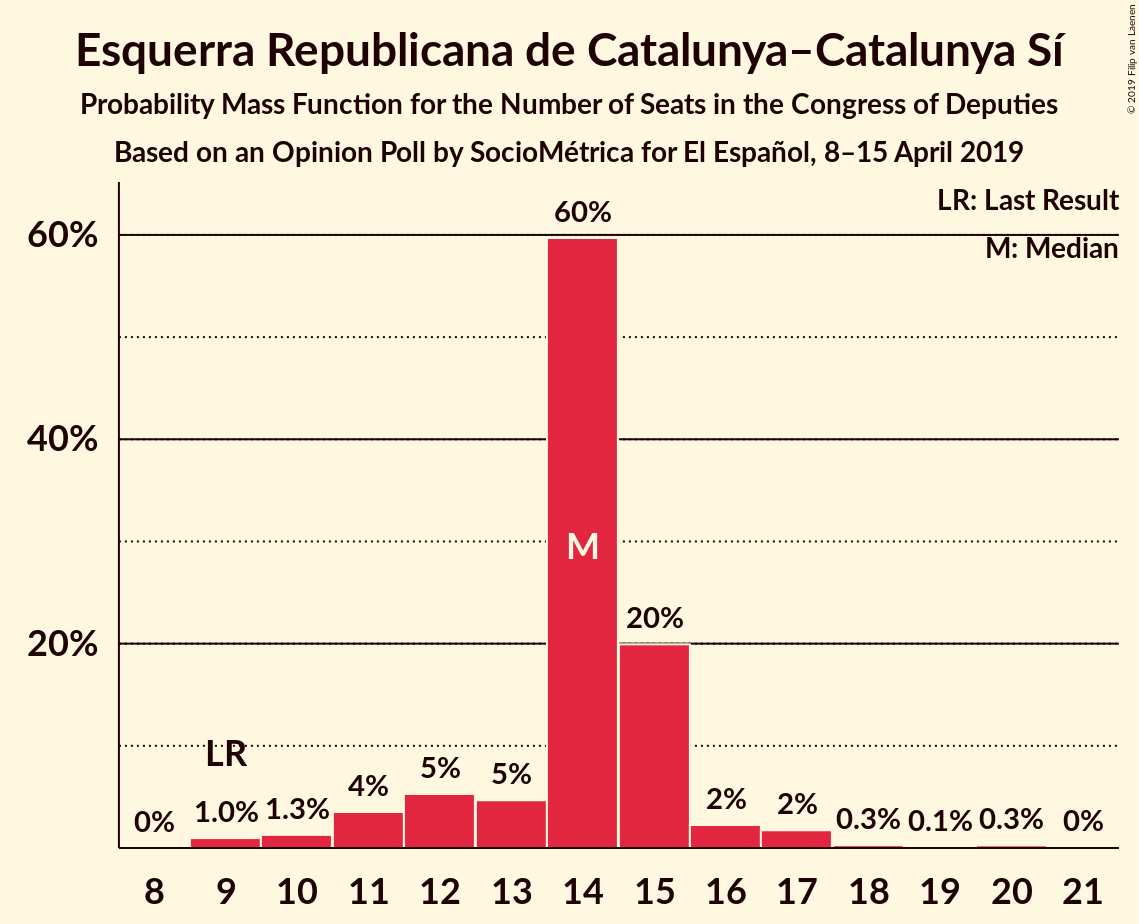 Esquerra Republicana de Catalunya–Catalunya Sí
Probability Mass Function for the Number of Seats in the Congress of Deputies
Based on an Opinion Poll by SocioMétrica for El Español, 8–15 April 2019
© 2019 Filip van Laenen
LR: Last Result
M: Median
60%
40%
20%
0%
LR
1.0%
1.3%
4%
5%
5%
60%
M
20%
2%
2%
0.3%
0.1%
0.3%
0%
8 9 10 11 12 13 14 15 16 17 18 19 20 21